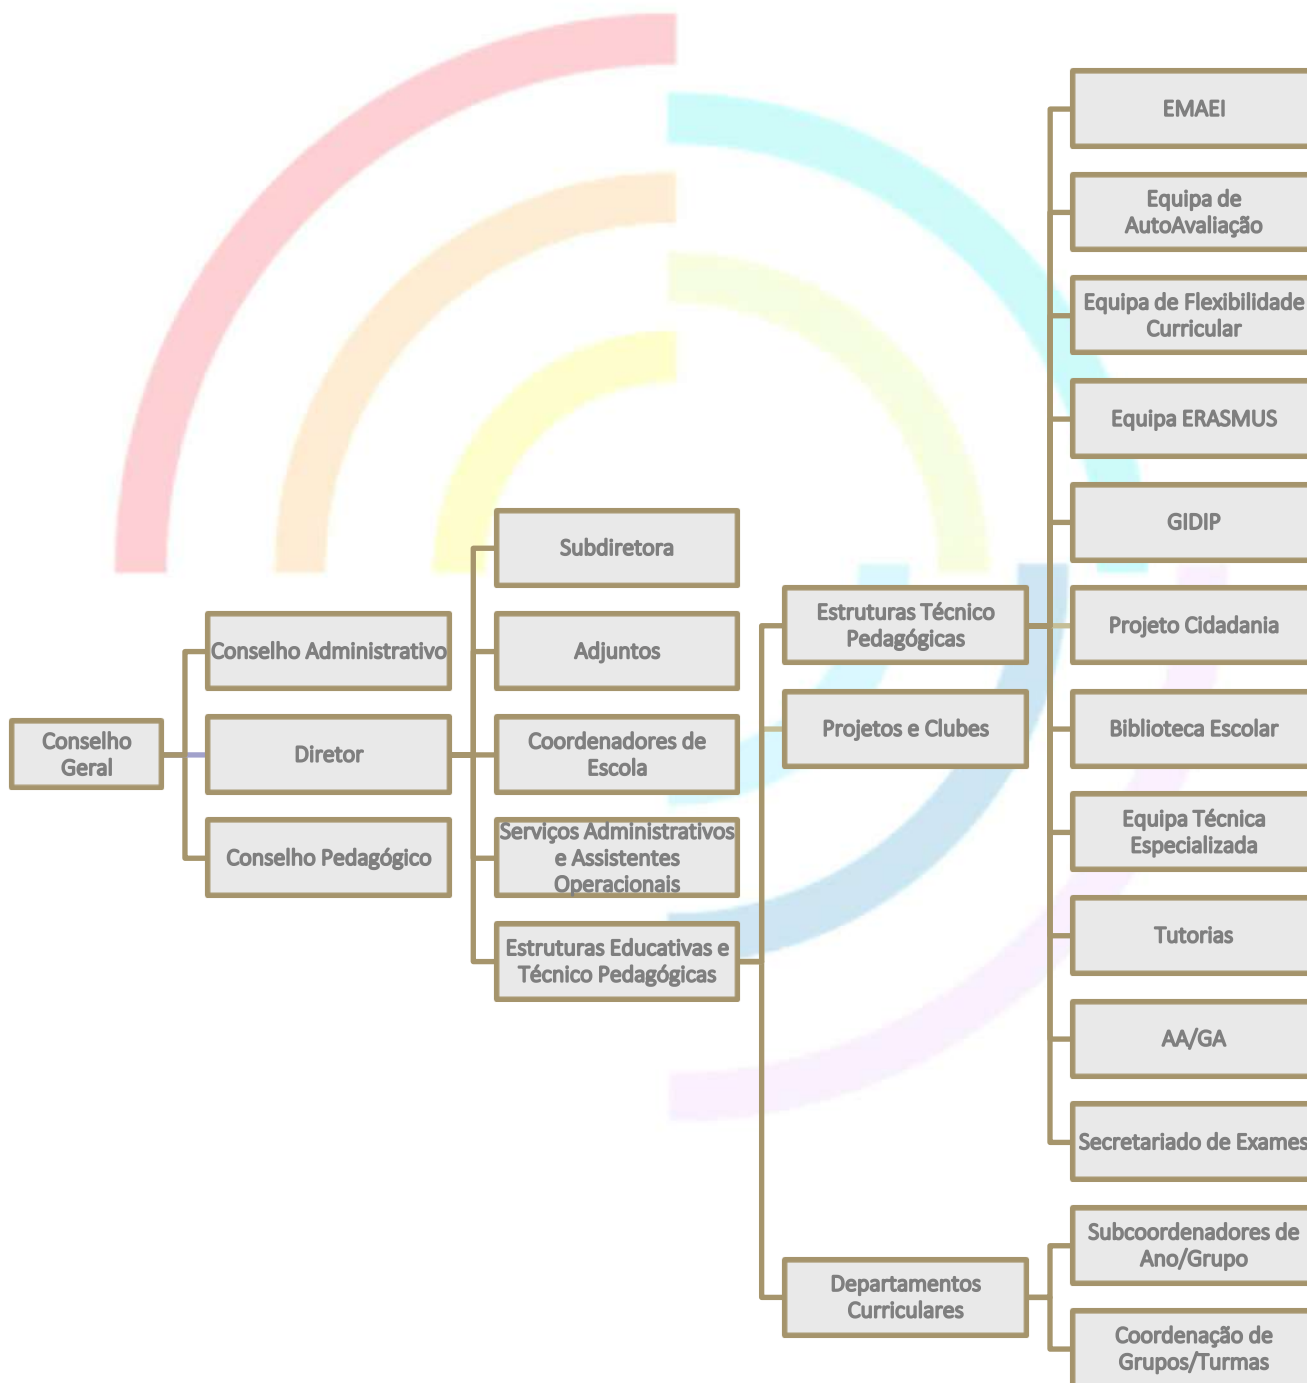 Conselho
Geral
Conselho Administrativo
Diretor
Conselho Pedagógico
Subdiretora
Adjuntos
Coordenadores de
Escola
Serviços Administrativos
e Assistentes
Operacionais
Estruturas Educativas e
Técnico Pedagógicas
Estruturas Técnico
Pedagógicas
Projetos e Clubes
Departamentos
Curriculares
EMAEI
Equipa de
AutoAvaliação
Equipa de Flexibilidade
Curricular
Equipa ERASMUS
GIDIP
Projeto Cidadania
Biblioteca Escolar
Equipa Técnica
Especializada
Tutorias
AA/GA
Secretariado de Exames
Subcoordenadores de
Ano/Grupo
Coordenação de
Grupos/Turmas